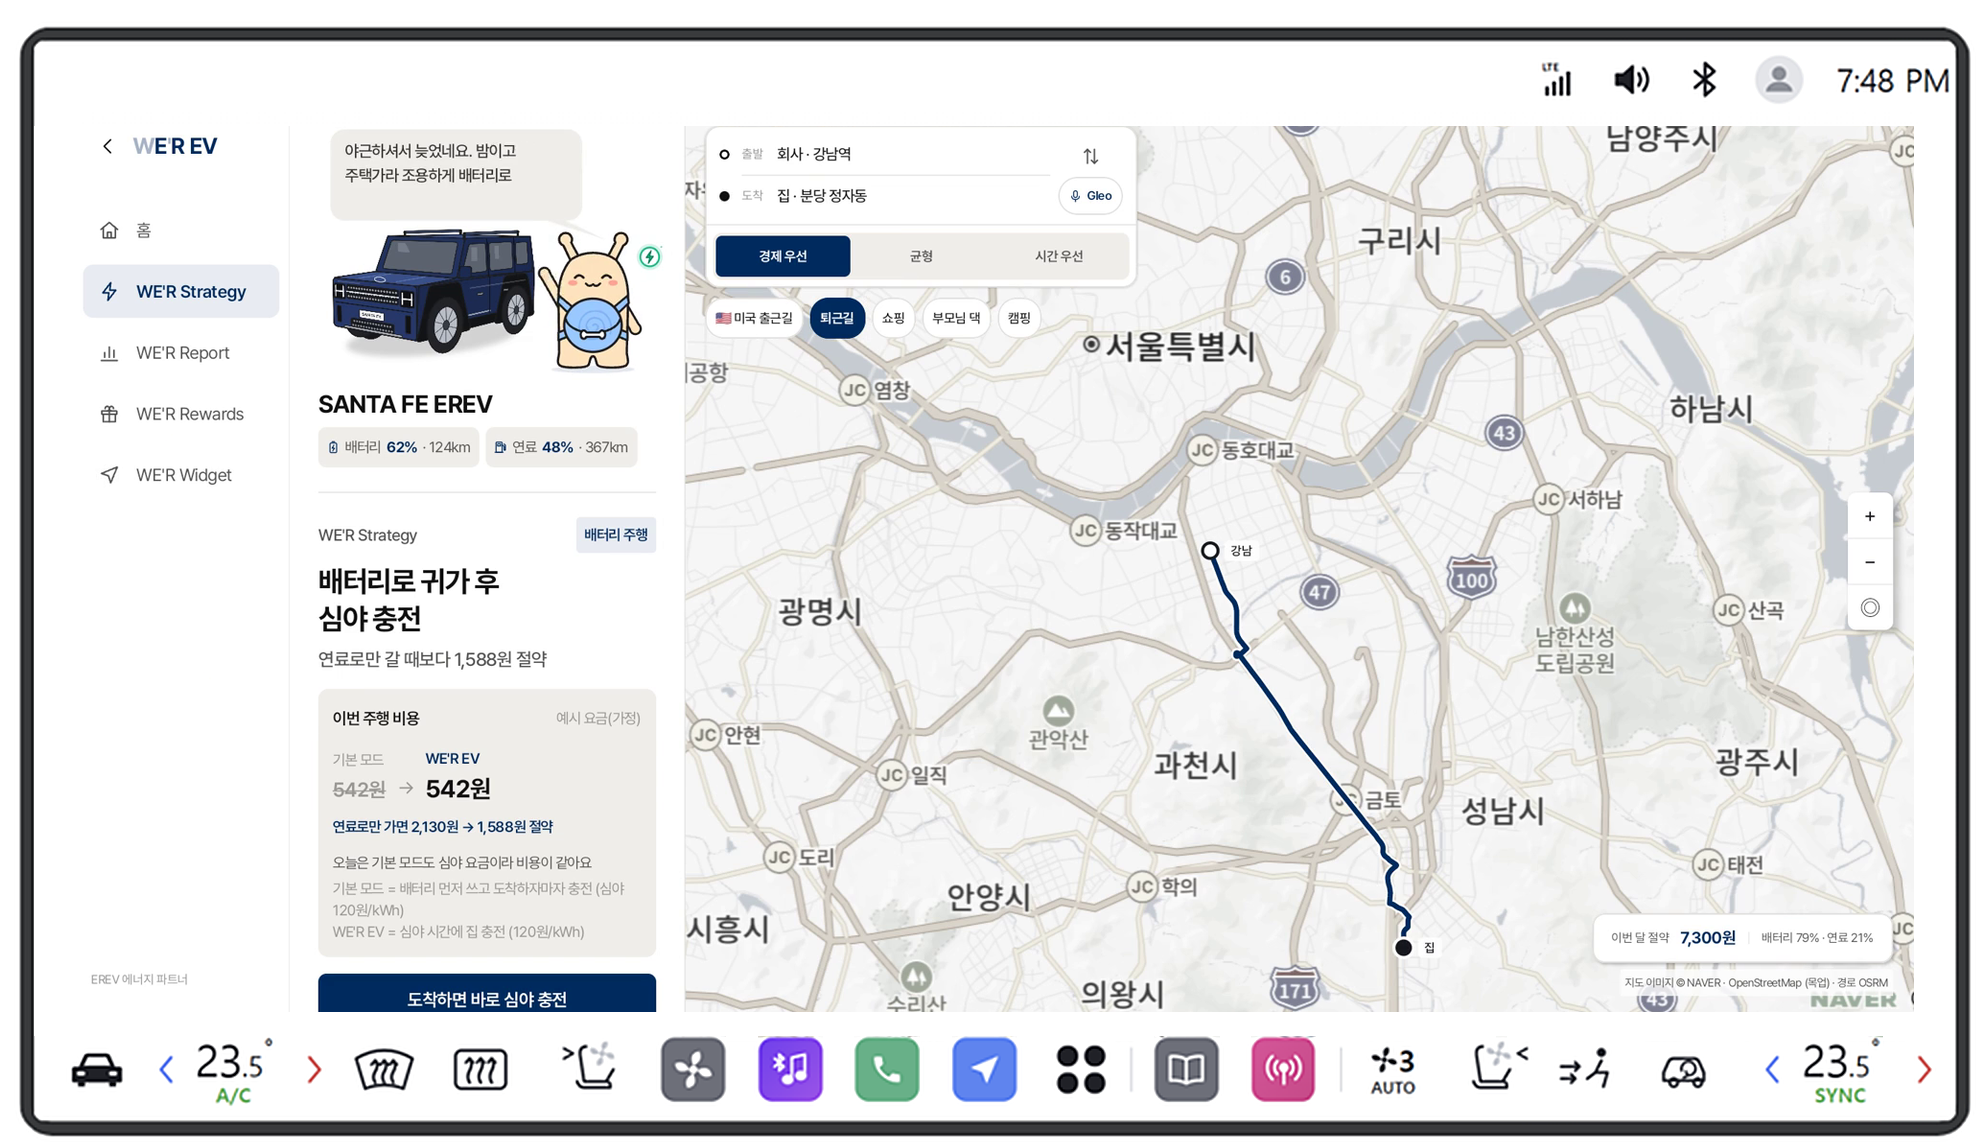 LTE
7:48 PM
WE'R EV
홈
WE'R Strategy
WE'R Report
WE'R Rewards
WE'R Widget
EREV 에너지 파트너
야근하셔서 늦었네요. 밤이고
주택가라 조용하게 배터리로
SANTA FE
SANTA FE EREV
배터리 62% · 124km
연료 48% · 367km
WE'R Strategy
배터리 주행
배터리로 귀가 후
심야 충전
연료로만 갈 때보다 1,588원 절약
이번 주행 비용
예시 요금(가정)
기본 모드
WE'R EV
542원 → 542원
연료로만 가면 2,130원 → 1,588원 절약
오늘은 기본 모드도 심야 요금이라 비용이 같아요
기본 모드 = 배터리 먼저 쓰고 도착하자마자 충전 (심야
120원/kWh)
WE'R EV = 심야 시간에 집 충전 (120원/kWh)
도착하면 바로 심야 충전
출발 회사 · 강남역
도착 집 · 분당 정자동
Gleo
경제 우선
균형
시간 우선
🇺🇸 미국 출근길
퇴근길
쇼핑
부모님 댁
캠핑
남양주시
JC
구리시
6
서울특별시
공항
JC 염창
하남시
43
JC 동호대교
JC 서하남
JC 동작대교
강남
47
100
광명시
JC 산곡
남한산성
도립공원
관악산
JC 안현
과천시
광주시
JC 일직
JC 금토
성남시
JC 도리
JC 태전
안양시
JC 학의
시흥시
JC
집
수리산
의왕시
171
43
+
−
이번 달 절약 7,300원
배터리 79% · 연료 21%
지도 이미지 © NAVER · OpenStreetMap (목업) · 경로 OSRM
NAVER
23.5°
A/C
3
AUTO
23.5°
SYNC